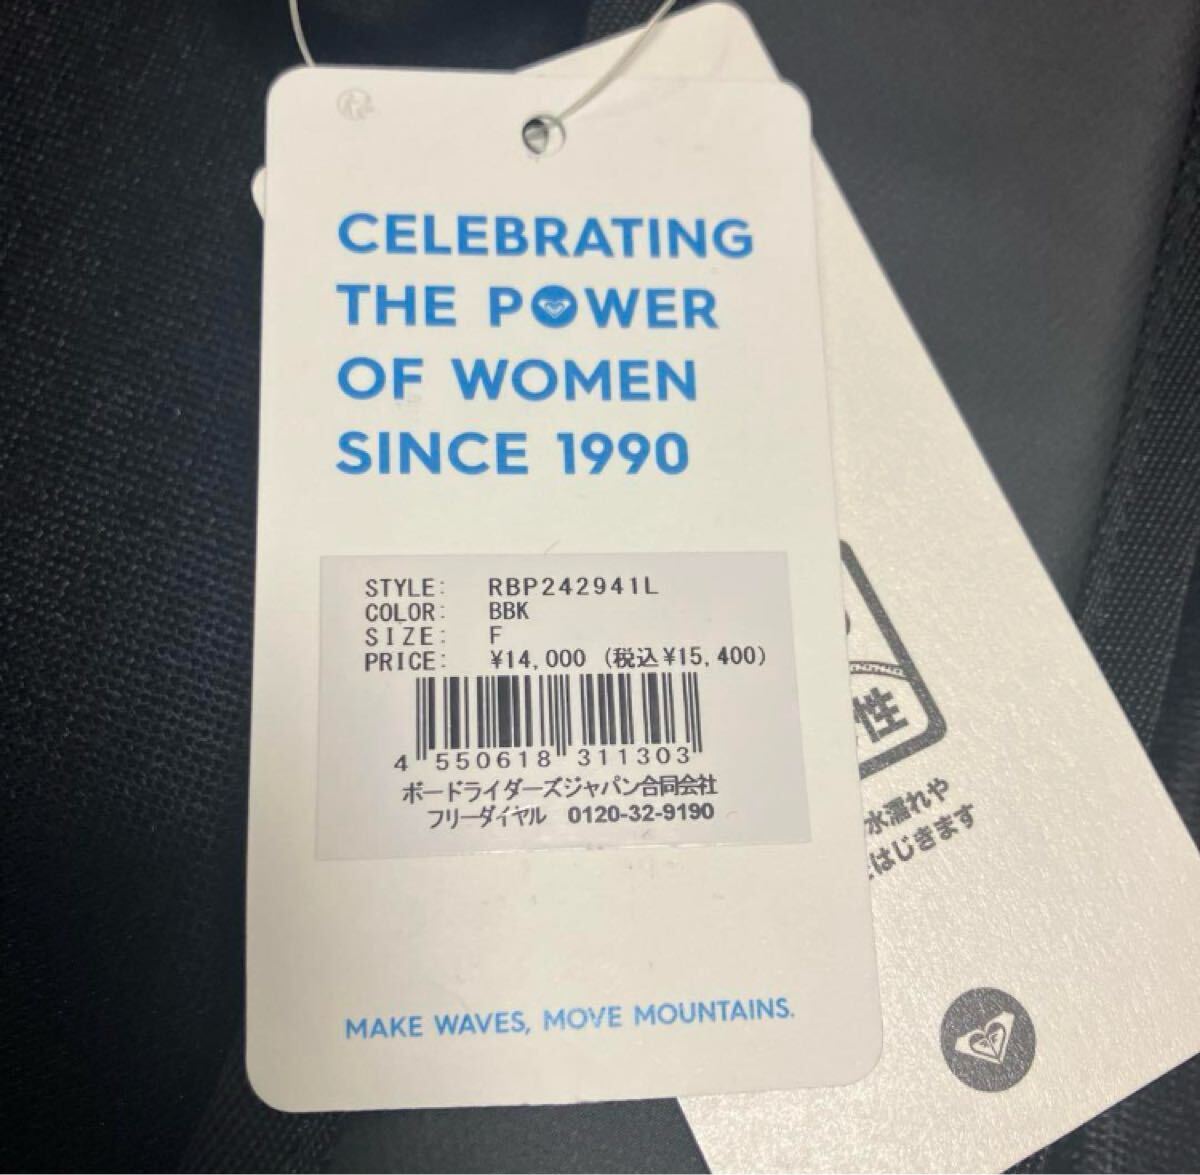 CELEBRATING
THE POWER
OF WOMEN
SINCE 1990
STYLE: RBP242941L
COLOR: BBK
SIZE: F
PRICE: ¥14,000 (税込¥15,400)
4 550618 311303
ボードライダーズジャパン合同会社
フリーダイヤル 0120-32-9190
MAKE WAVES, MOVE MOUNTAINS.
性
水濡れや
はじきます